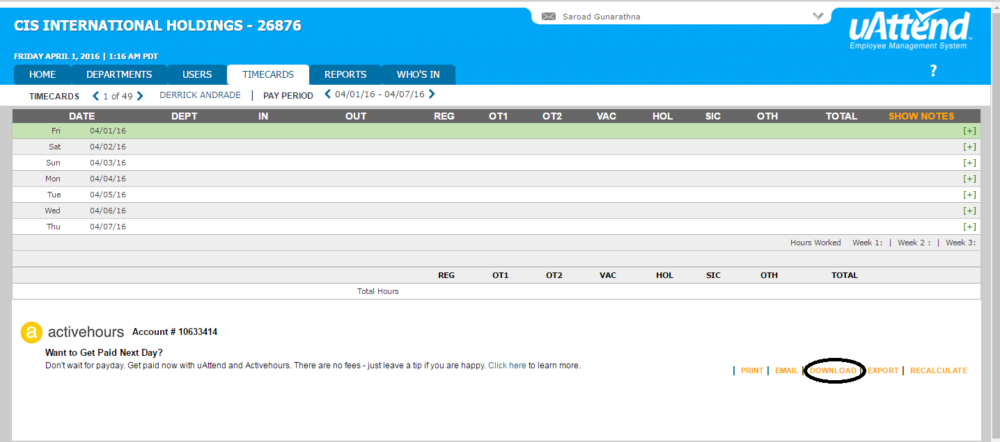 Saroad Gunarathna
CIS INTERNATIONAL HOLDINGS - 26876
uAttend™
Employee Management System
FRIDAY APRIL 1, 2016 | 1:16 AM PDT
?
HOME DEPARTMENTS USERS TIMECARDS REPORTS WHO'S IN
TIMECARDS 1 of 49 DERRICK ANDRADE | PAY PERIOD 04/01/16 - 04/07/16
DATE DEPT IN OUT REG OT1 OT2 VAC HOL SIC OTH TOTAL SHOW NOTES
Fri 04/01/16 [+]
Sat 04/02/16 [+]
Sun 04/03/16 [+]
Mon 04/04/16 [+]
Tue 04/05/16 [+]
Wed 04/06/16 [+]
Thu 04/07/16 [+]
Hours Worked Week 1: | Week 2 : | Week 3:
REG OT1 OT2 VAC HOL SIC OTH TOTAL
Total Hours
a activehours Account # 10633414
Want to Get Paid Next Day?
Don't wait for payday. Get paid now with uAttend and Activehours. There are no fees - just leave a tip if you are happy. Click here to learn more.
| PRINT | EMAIL | DOWNLOAD | EXPORT | RECALCULATE